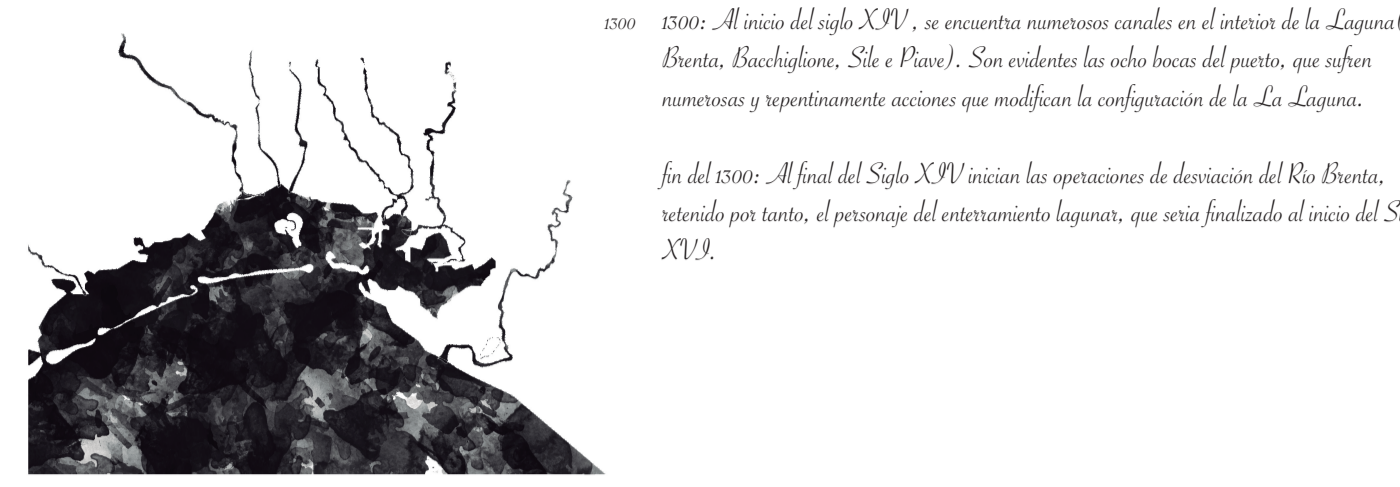 1300
1300: Al inicio del siglo XIV, se encuentra numerosos canales en el interior de la Laguna(
Brenta, Bacchiglione, Sile e Piave). Son evidentes las ocho bocas del puerto, que sufren
numerosas y repentinamente acciones que modifican la configuración de la La Laguna.
fin del 1300: Al final del Siglo XIV inician las operaciones de desviación del Río Brenta,
retenido por tanto, el personaje del enterramiento lagunar, que seria finalizado al inicio del
XVI.